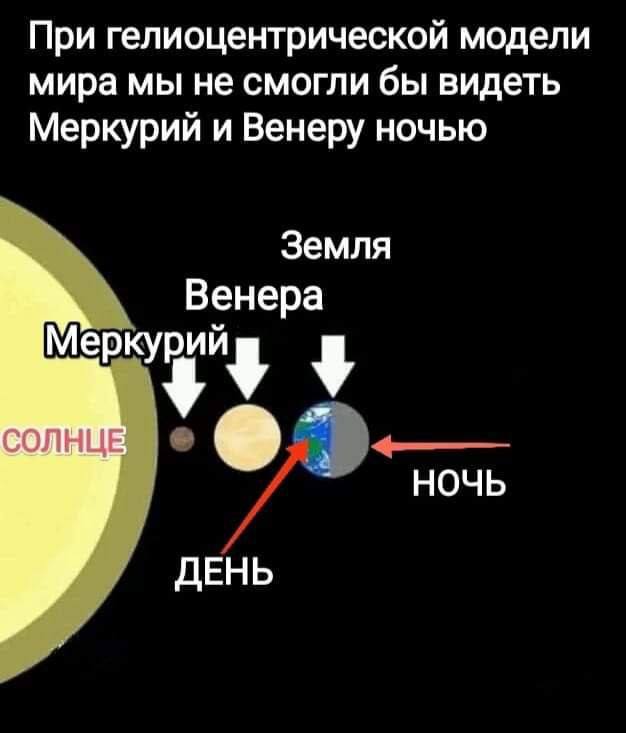 При гелиоцентрической модели
мира мы не смогли бы видеть
Меркурий и Венеру ночью
Земля
Венера
Меркурий
СОЛНЦЕ
НОЧЬ
ДЕНЬ